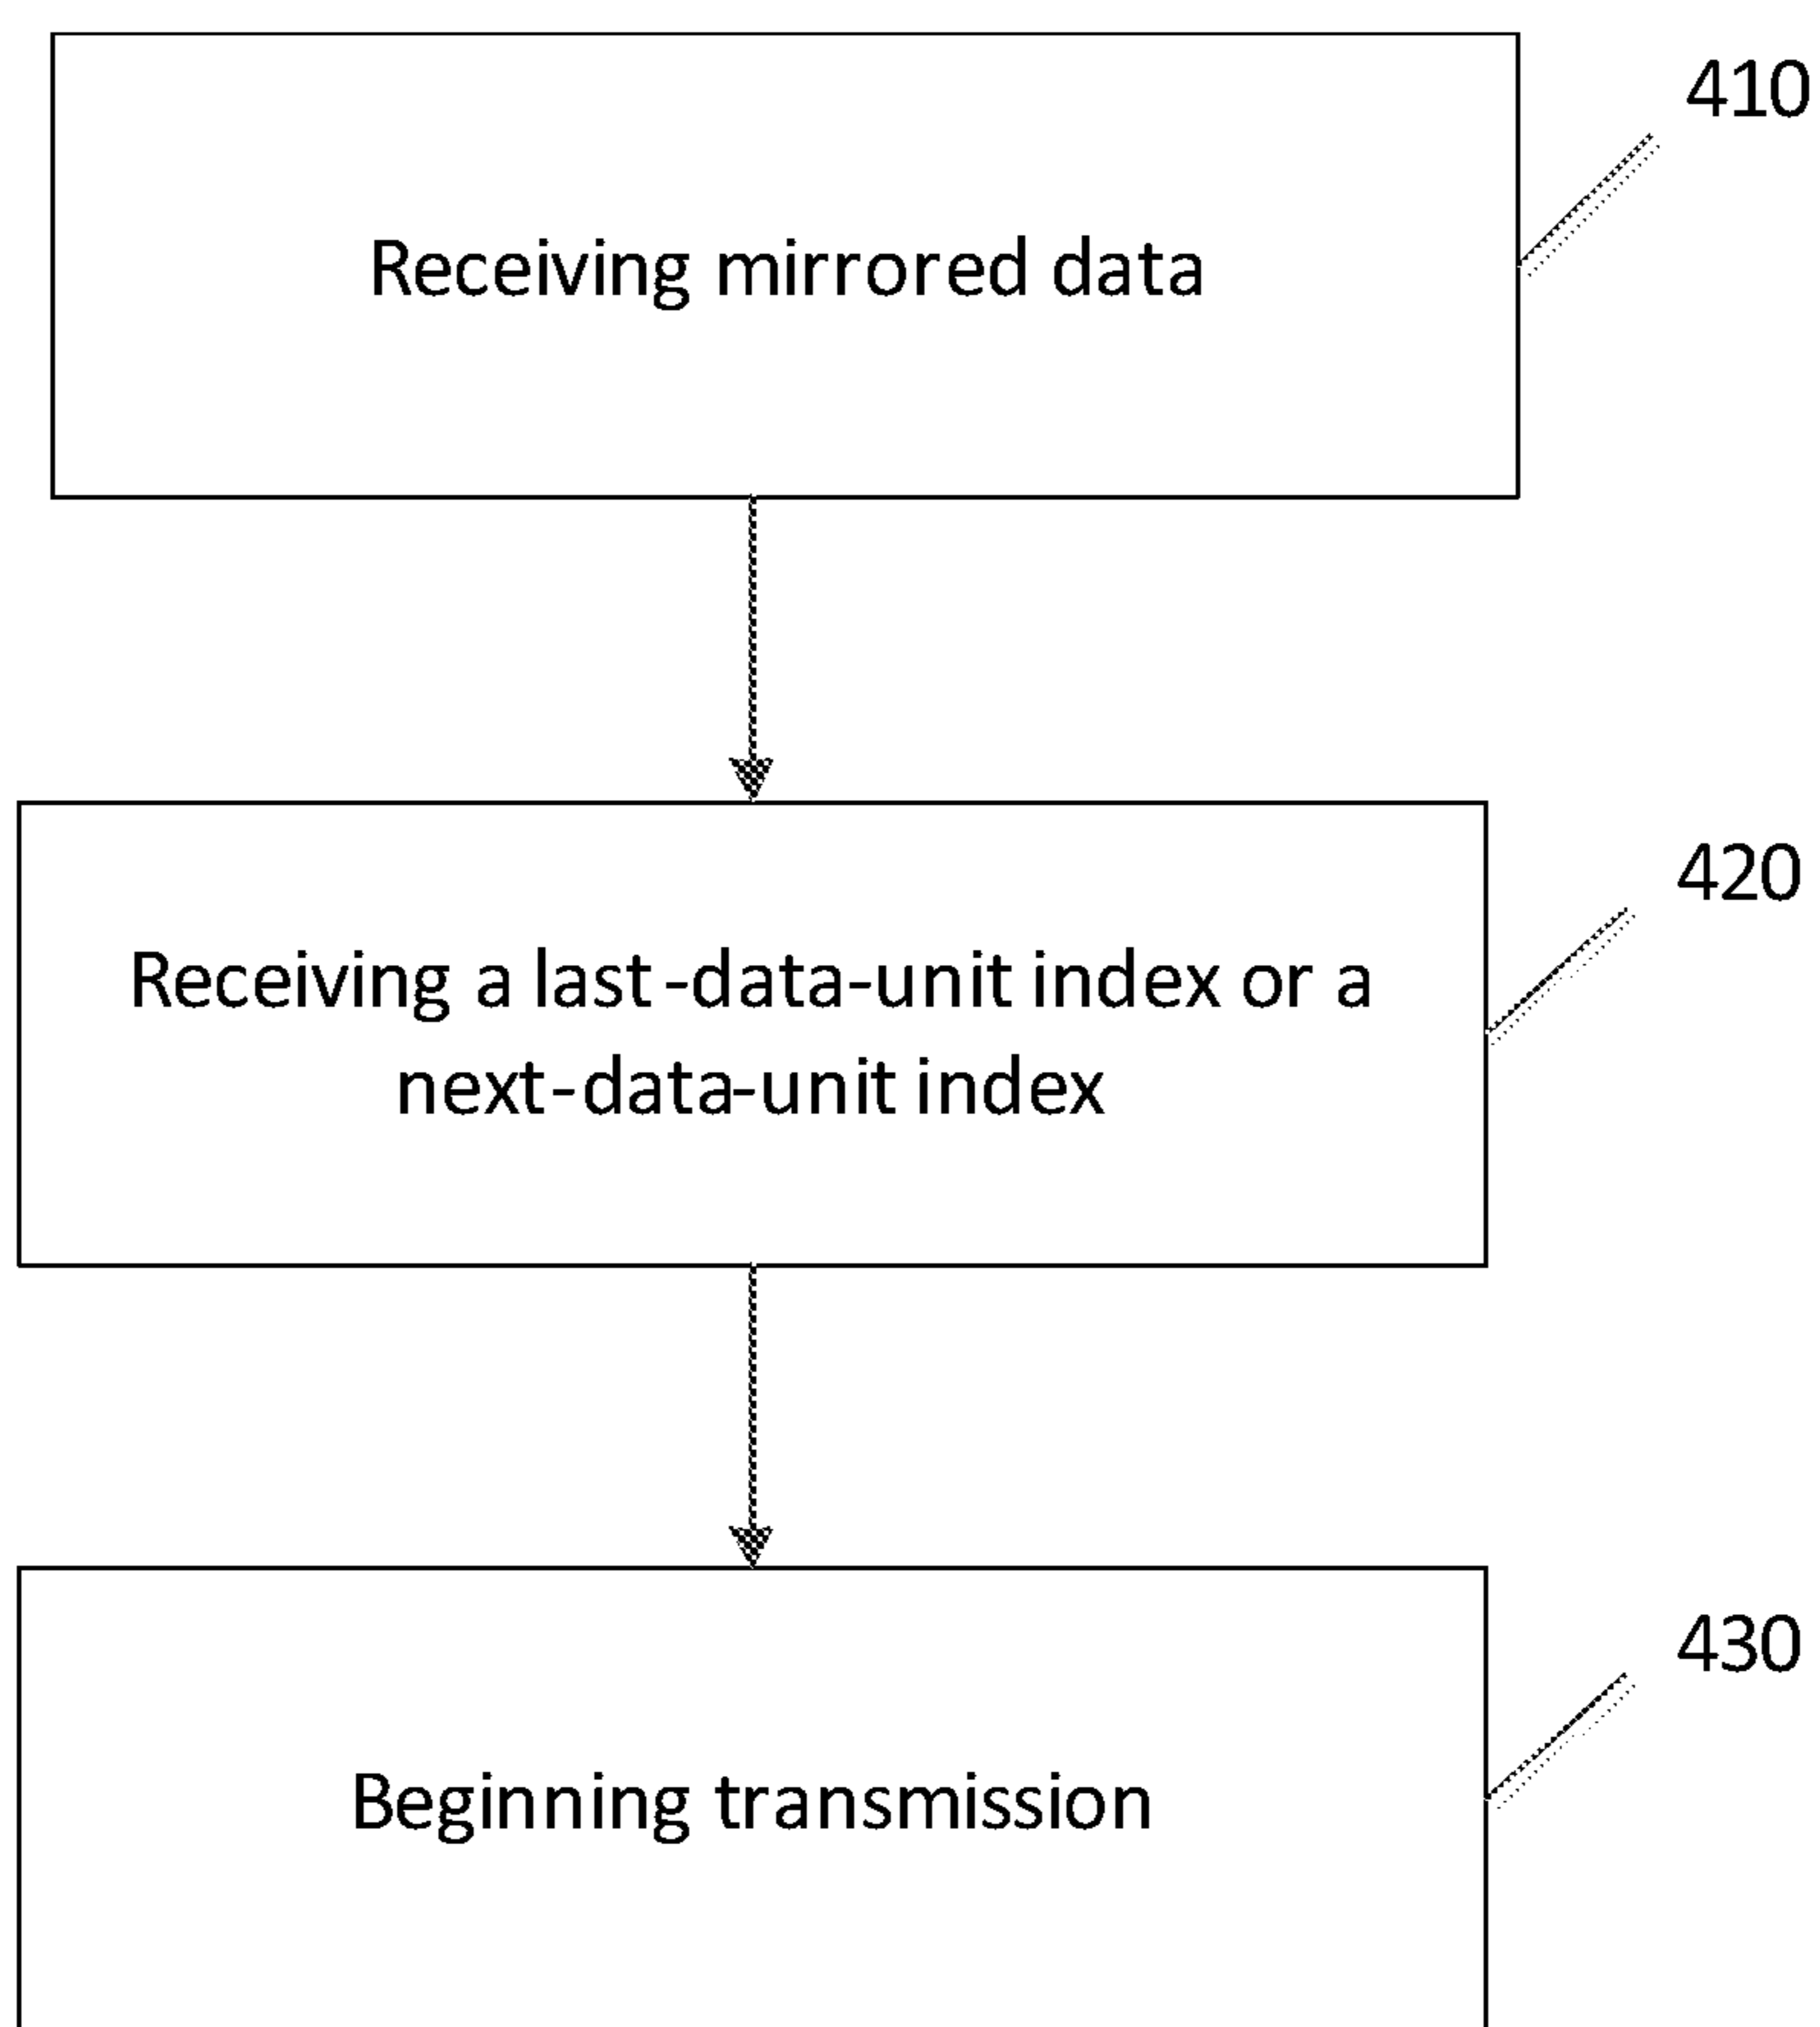 410
Receiving mirrored data
420
Receiving a last-data-unit index or a
next-data-unit index
430
Beginning transmission